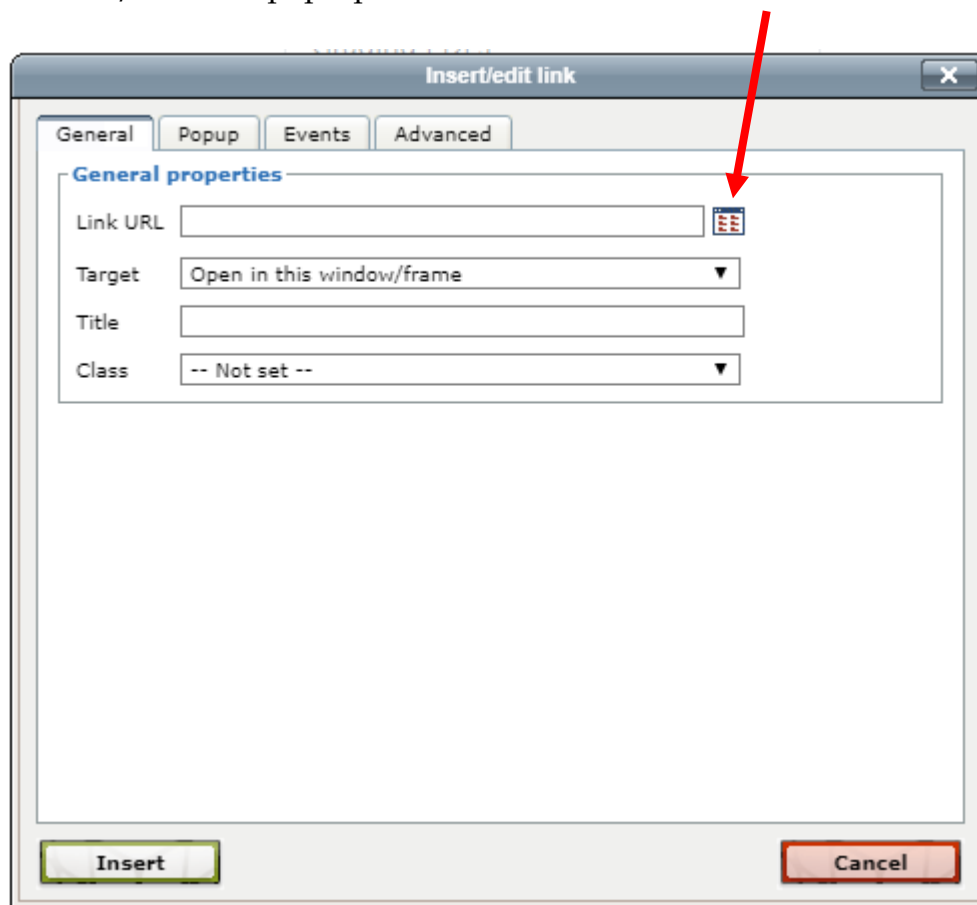 Insert/edit link
General Popup Events Advanced
General properties
Link URL
Target Open in this window/frame
Title
Class -- Not set --
Insert Cancel